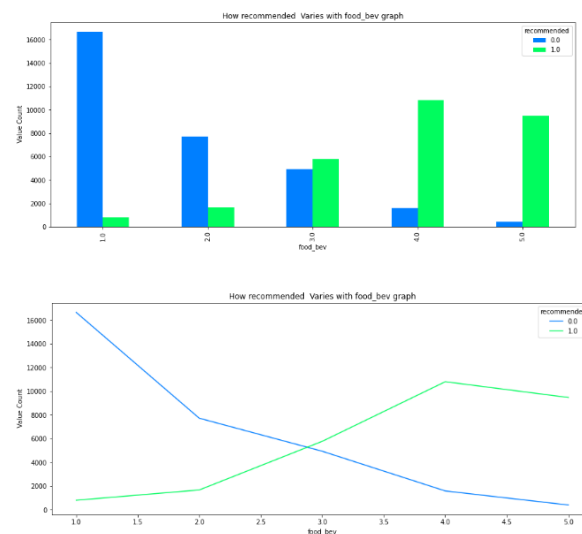 How recommended Varies with food_bev graph
recommended
0.0
1.0
16000
14000
12000
10000
8000
6000
4000
2000
0
Value Count
1.0 2.0 3.0 4.0 5.0
food_bev
How recommended Varies with food_bev graph
recommended
0.0
1.0
16000
14000
12000
10000
8000
6000
4000
2000
0
Value Count
1.0 1.5 2.0 2.5 3.0 3.5 4.0 4.5 5.0
food_bev